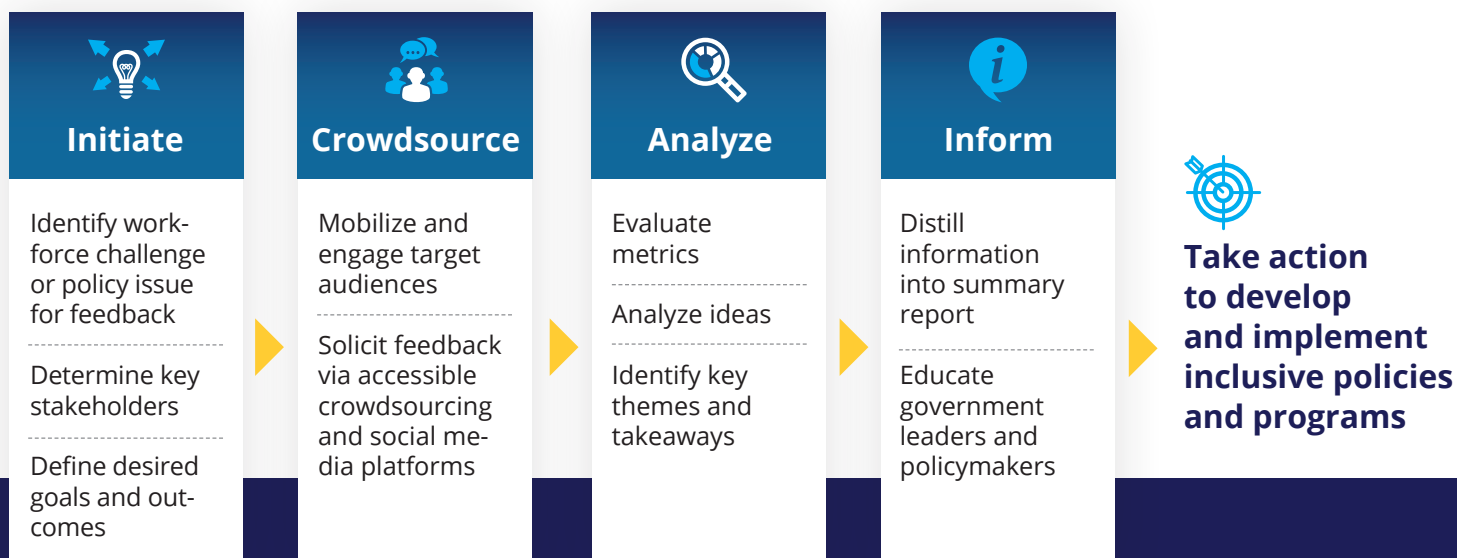 Initiate
Identify work-
force challenge
or policy issue
for feedback
Determine key
stakeholders
Define desired
goals and out-
comes
Crowdsource
Mobilize and
engage target
audiences
Solicit feedback
via accessible
crowdsourcing
and social me-
dia platforms
Analyze
Evaluate
metrics
Analyze ideas
Identify key
themes and
takeaways
Inform
Distill
information
into summary
report
Educate
government
leaders and
policymakers
Take action
to develop
and implement
inclusive policies
and programs